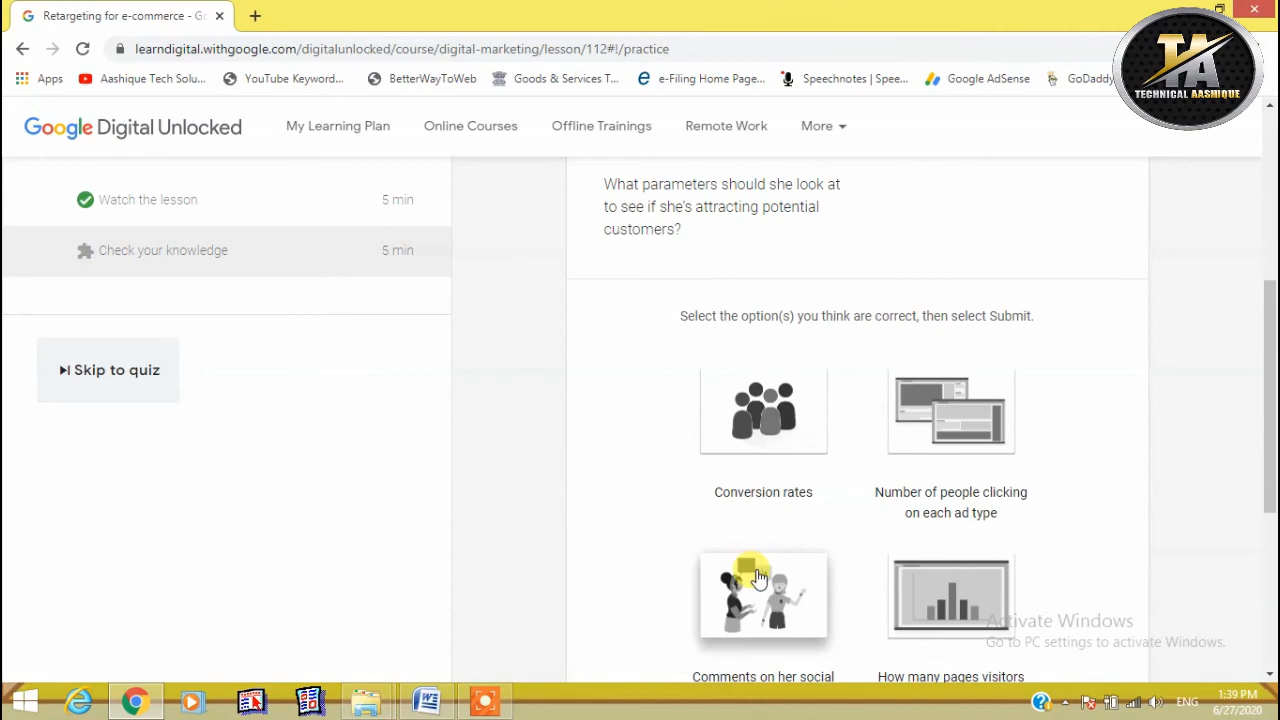 Retargeting for e-commerce - Go
learndigital.withgoogle.com/digitalunlocked/course/digital-marketing/lesson/112#!/practice
Apps Aashique Tech Solu... YouTube Keyword... BetterWayToWeb Goods & Services T... e-Filing Home Page... Speechnotes | Spee... Google AdSense GoDaddy
TA
TECHNICAL AASHIQUE
Google Digital Unlocked My Learning Plan Online Courses Offline Trainings Remote Work More
Watch the lesson 5 min
Check your knowledge 5 min
Skip to quiz
What parameters should she look at
to see if she's attracting potential
customers?
Select the option(s) you think are correct, then select Submit.
Conversion rates
Number of people clicking
on each ad type
Comments on her social
How many pages visitors
Activate Windows
Go to PC settings to activate Windows.
ENG
1:39 PM
6/27/2020